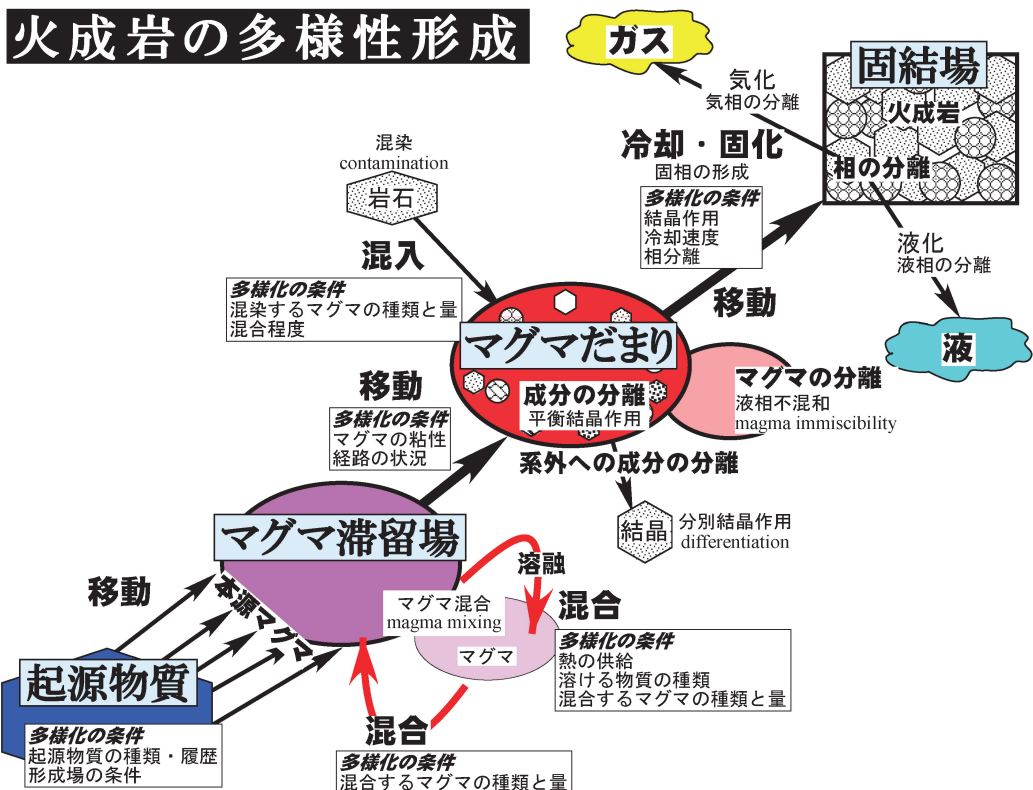 火成岩の多様性形成
ガス
気化
気相の分離
固結場
火成岩
相の分離
冷却・固化
固相の形成
多様化の条件
結晶作用
冷却速度
相分離
液化
液相の分離
液
混染
contamination
岩石
混入
多様化の条件
混染するマグマの種類と量
混合程度
移動
マグマだまり
成分の分離
平衡結晶作用
マグマの分離
液相不混和
magma immiscibility
移動
多様化の条件
マグマの粘性
経路の状況
系外への成分の分離
結晶
分別結晶作用
differentiation
マグマ滞留場
本源マグマ
移動
溶融
マグマ混合
magma mixing
マグマ
混合
多様化の条件
熱の供給
溶ける物質の種類
混合するマグマの種類と量
起源物質
多様化の条件
起源物質の種類・履歴
形成場の条件
混合
多様化の条件
混合するマグマの種類と量